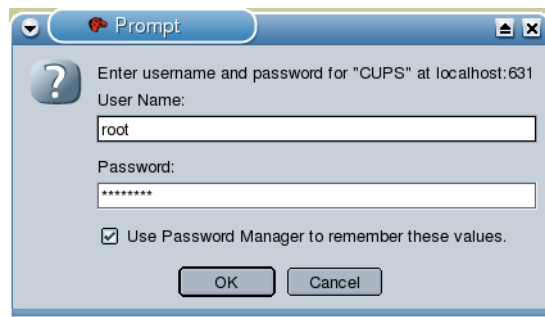 Prompt
Enter username and password for "CUPS" at localhost:631
User Name:
root
Password:
********
Use Password Manager to remember these values.
OK Cancel